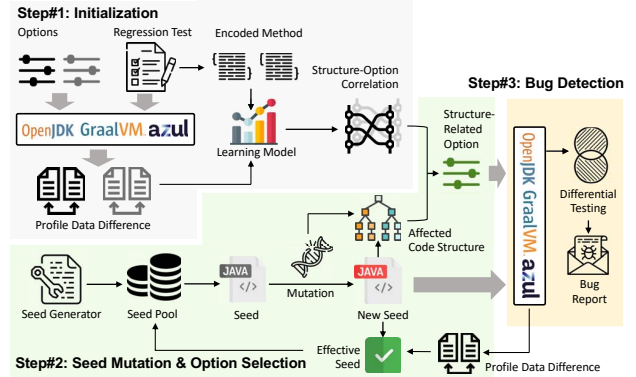 Step#1: Initialization
Options
Regression Test
Encoded Method
Structure-Option
Correlation
OpenJDK GraalVM. azul
Learning Model
Profile Data Difference
Step#3: Bug Detection
Structure-
Related
Option
OpenJDK GraalVM. azul
Differential
Testing
Bug
Report
Affected
Code Structure
JAVA
</>
JAVA
</>
Mutation
Seed Generator
Seed Pool
Seed
New Seed
Effective
Seed
Step#2: Seed Mutation & Option Selection
Profile Data Difference